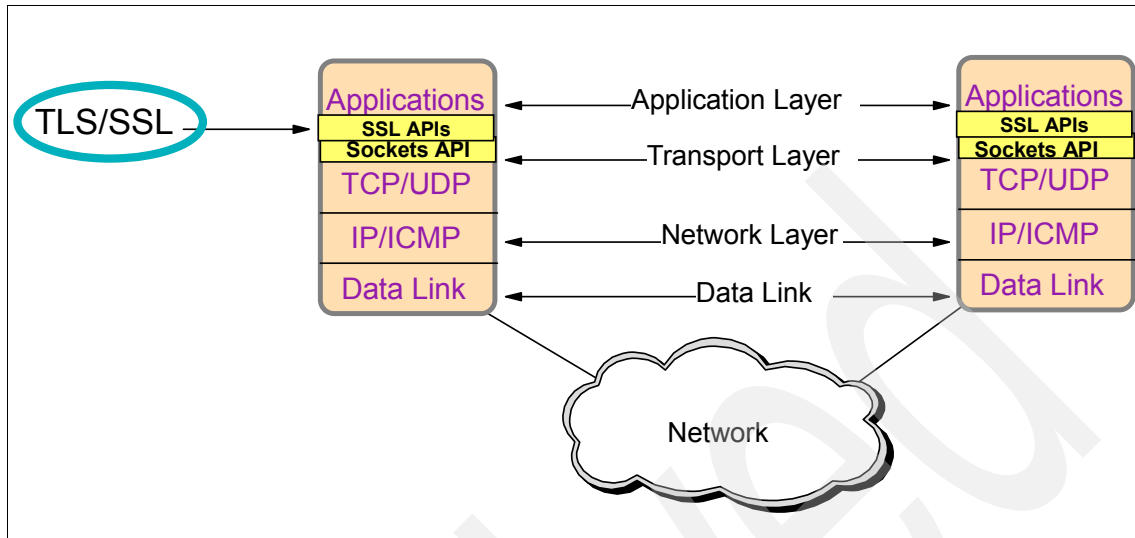 TLS/SSL
Applications
SSL APIs
Sockets API
TCP/UDP
IP/ICMP
Data Link
Application Layer
Transport Layer
Network Layer
Data Link
Applications
SSL APIs
Sockets API
TCP/UDP
IP/ICMP
Data Link
Network